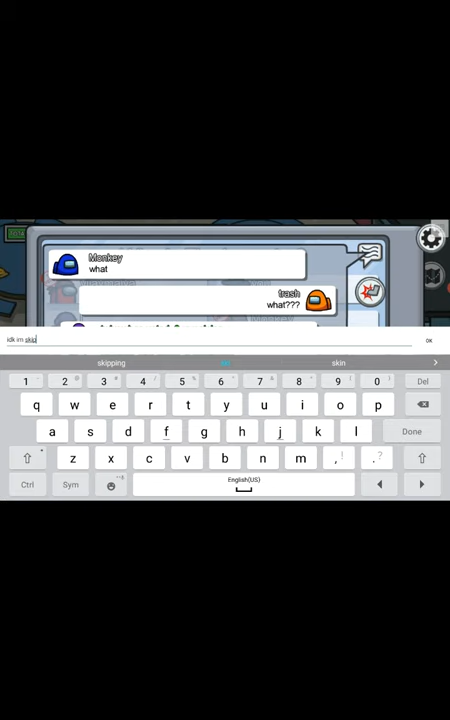 Monkey
what
trash
what???
idk im skip
OK
skipping
skin
1 2 3 4 5 6 7 8 9 0 Del
q w e r t y u i o p
a s d f g h j k l Done
z x c v b n m , ! . ?
Ctrl Sym English(US)